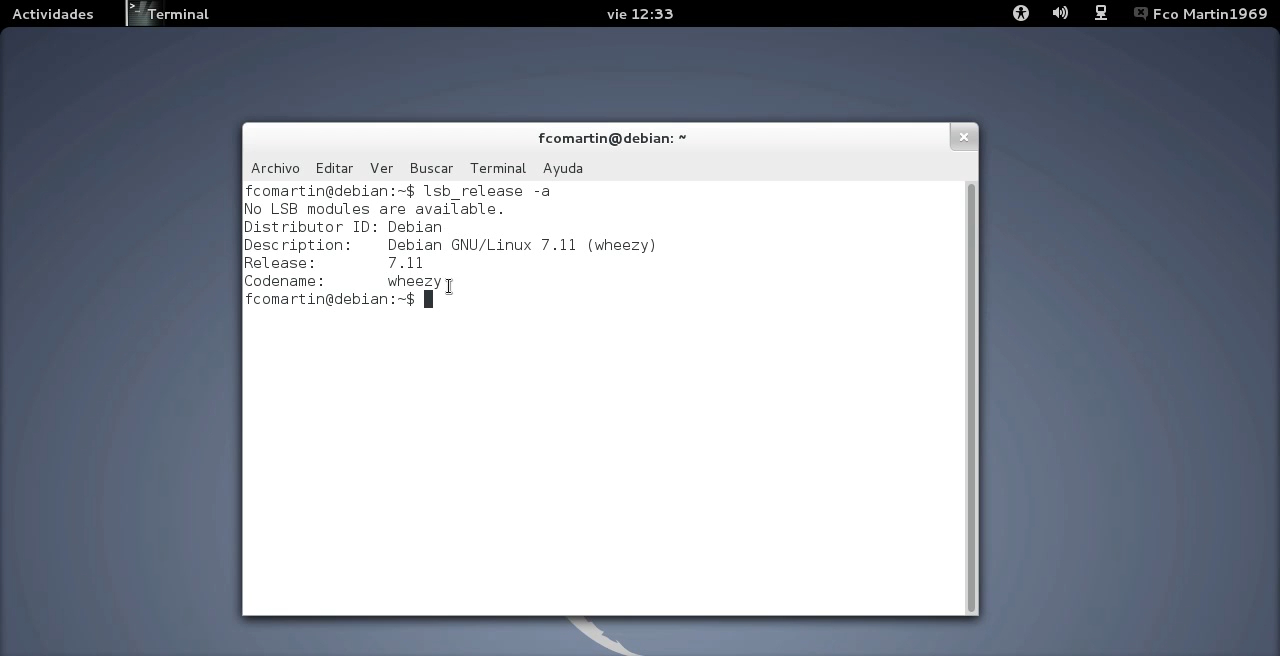 Actividades
Terminal
vie 12:33
Fco Martin1969
fcomartin@debian: ~
Archivo Editar Ver Buscar Terminal Ayuda
fcomartin@debian:~$ lsb_release -a
No LSB modules are available.
Distributor ID: Debian
Description:    Debian GNU/Linux 7.11 (wheezy)
Release:        7.11
Codename:       wheezy
fcomartin@debian:~$